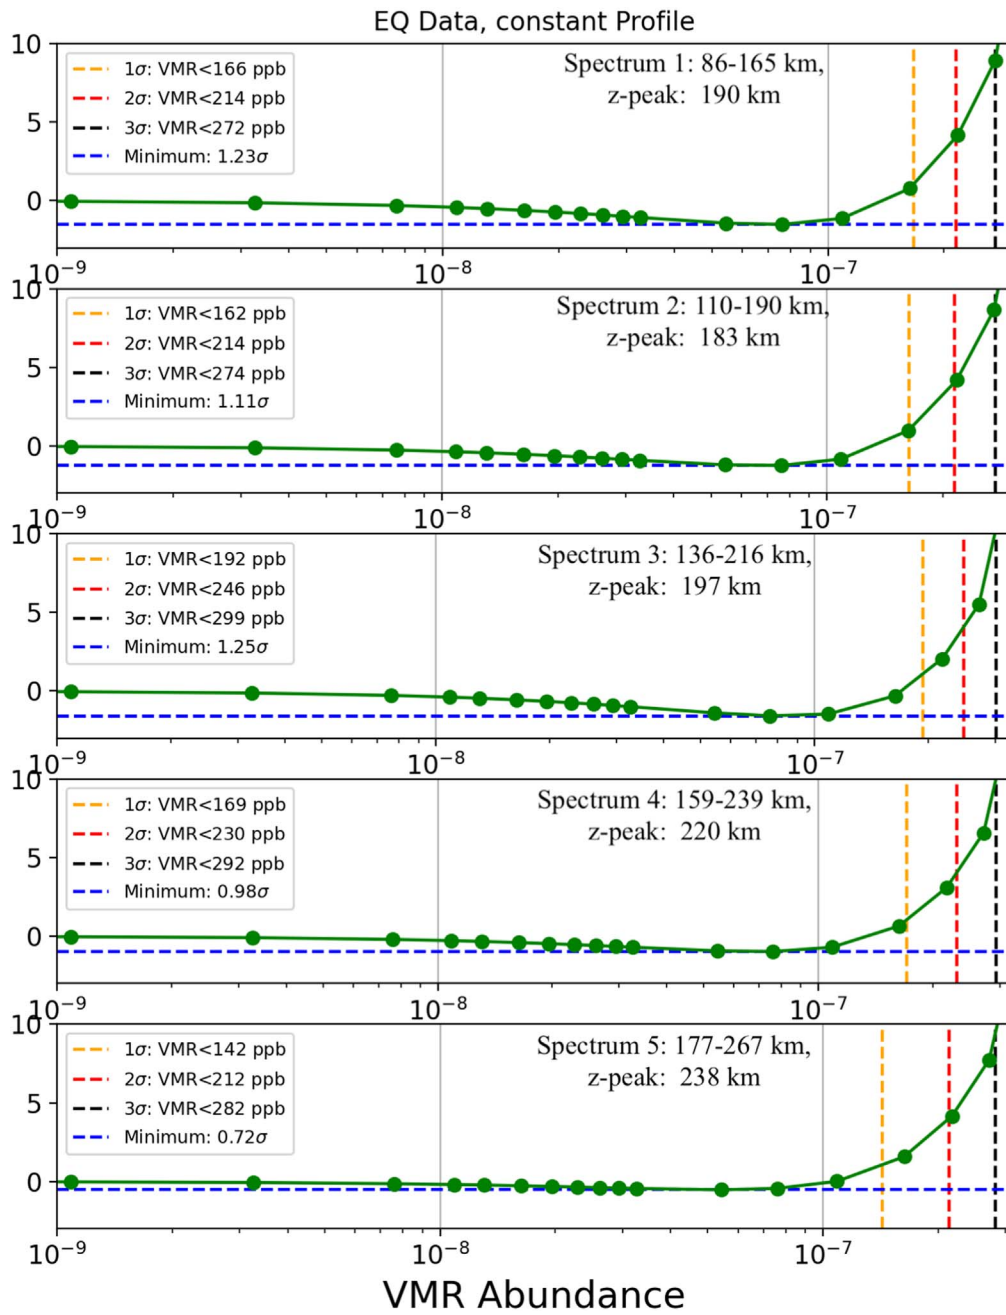 EQ Data, constant Profile
10
5
0
1σ: VMR<166 ppb
2σ: VMR<214 ppb
3σ: VMR<272 ppb
Minimum: 1.23σ
Spectrum 1: 86-165 km,
z-peak: 190 km
10⁻⁹
10⁻⁸
10⁻⁷
10
5
0
1σ: VMR<162 ppb
2σ: VMR<214 ppb
3σ: VMR<274 ppb
Minimum: 1.11σ
Spectrum 2: 110-190 km,
z-peak: 183 km
10⁻⁹
10⁻⁸
10⁻⁷
10
5
0
1σ: VMR<192 ppb
2σ: VMR<246 ppb
3σ: VMR<299 ppb
Minimum: 1.25σ
Spectrum 3: 136-216 km,
z-peak: 197 km
10⁻⁹
10⁻⁸
10⁻⁷
10
5
0
1σ: VMR<169 ppb
2σ: VMR<230 ppb
3σ: VMR<292 ppb
Minimum: 0.98σ
Spectrum 4: 159-239 km,
z-peak: 220 km
10⁻⁹
10⁻⁸
10⁻⁷
10
5
0
1σ: VMR<142 ppb
2σ: VMR<212 ppb
3σ: VMR<282 ppb
Minimum: 0.72σ
Spectrum 5: 177-267 km,
z-peak: 238 km
10⁻⁹
10⁻⁸
10⁻⁷
VMR Abundance